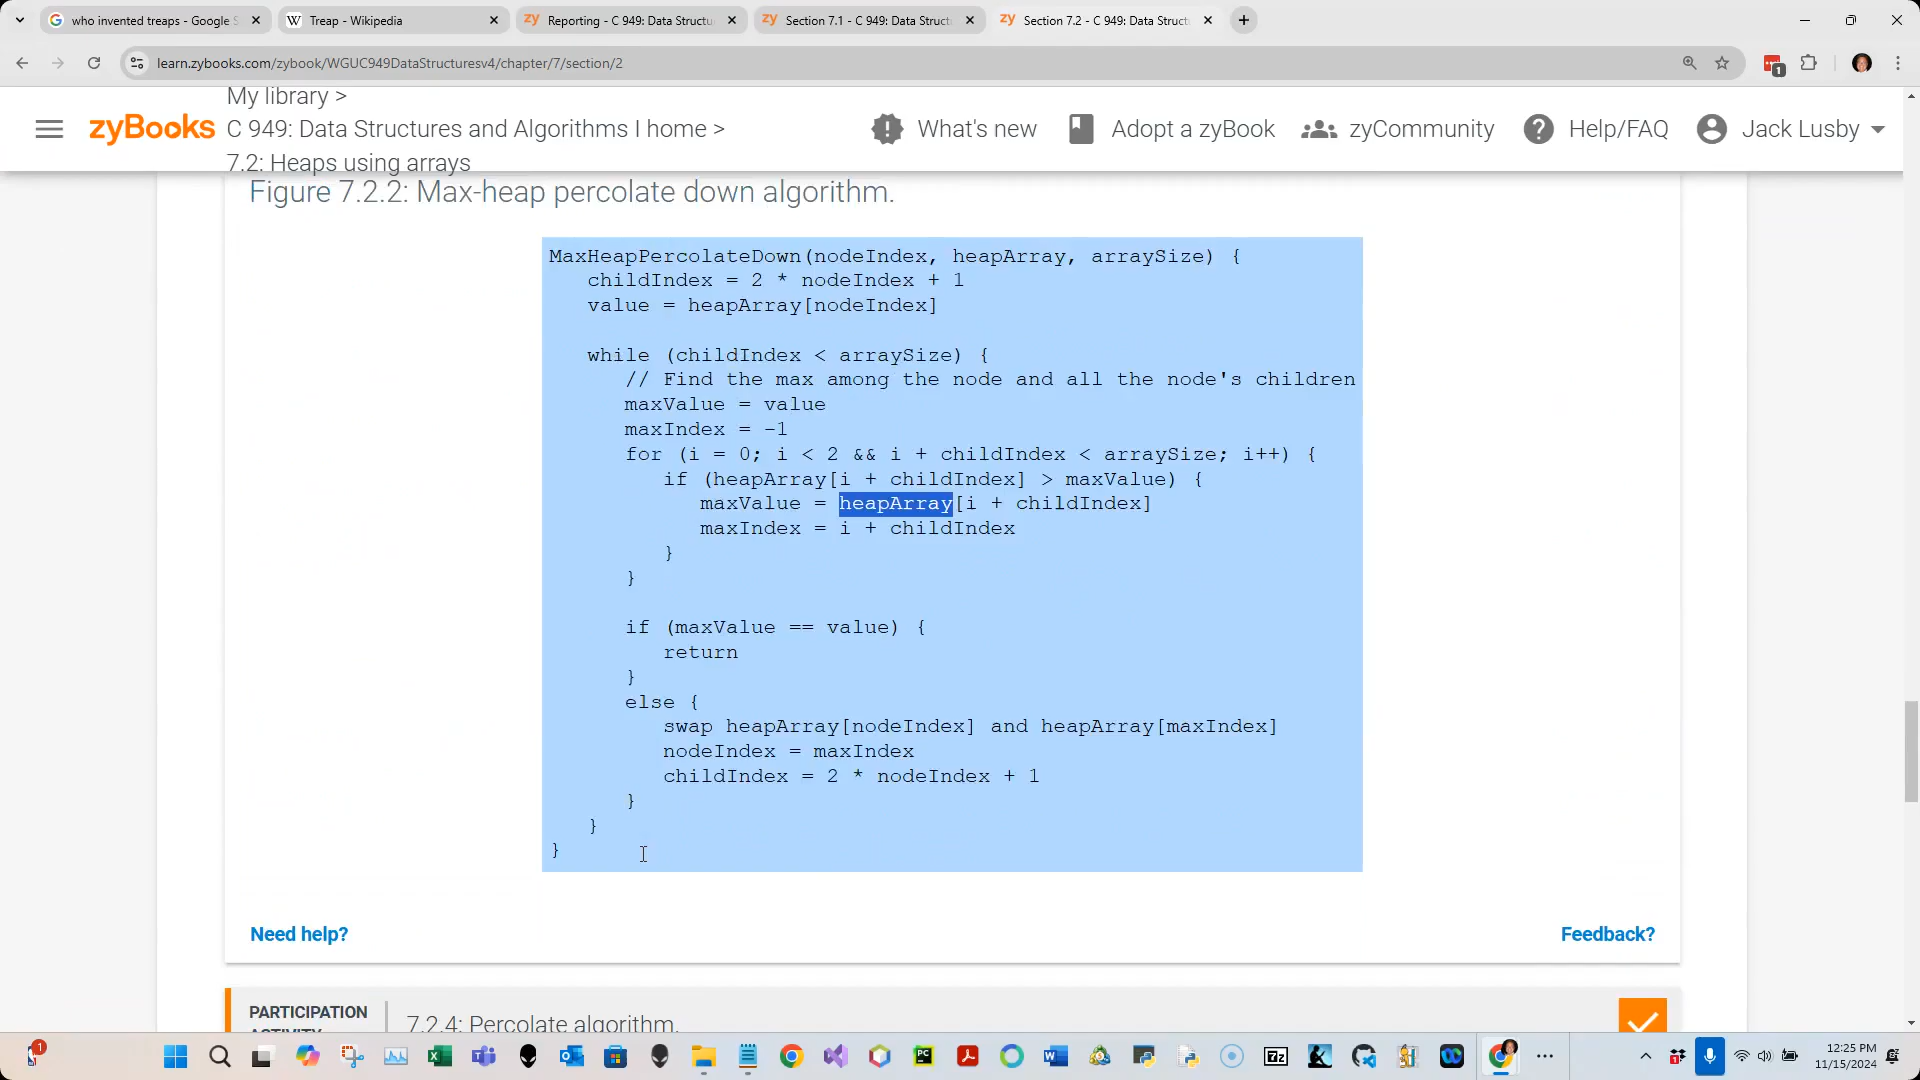 who invented treaps - Google S
Treap - Wikipedia
Reporting - C 949: Data Structu
Section 7.1 - C 949: Data Struct
Section 7.2 - C 949: Data Struct
learn.zybooks.com/zybook/WGUC949DataStructuresv4/chapter/7/section/2
1
My library >
zyBooks
C 949: Data Structures and Algorithms I home >
What's new
Adopt a zyBook
zyCommunity
Help/FAQ
Jack Lusby
7.2: Heaps using arrays
Figure 7.2.2: Max-heap percolate down algorithm.
MaxHeapPercolateDown(nodeIndex, heapArray, arraySize) {
childIndex = 2 * nodeIndex + 1
value = heapArray[nodeIndex]
while (childIndex < arraySize) {
// Find the max among the node and all the node's children
maxValue = value
maxIndex = -1
for (i = 0; i < 2 && i + childIndex < arraySize; i++) {
if (heapArray[i + childIndex] > maxValue) {
maxValue = heapArray[i + childIndex]
maxIndex = i + childIndex
}
}
if (maxValue == value) {
return
}
else {
swap heapArray[nodeIndex] and heapArray[maxIndex]
nodeIndex = maxIndex
childIndex = 2 * nodeIndex + 1
}
}
}
Need help?
Feedback?
PARTICIPATION
7.2.4: Percolate algorithm.
12:25 PM
11/15/2024